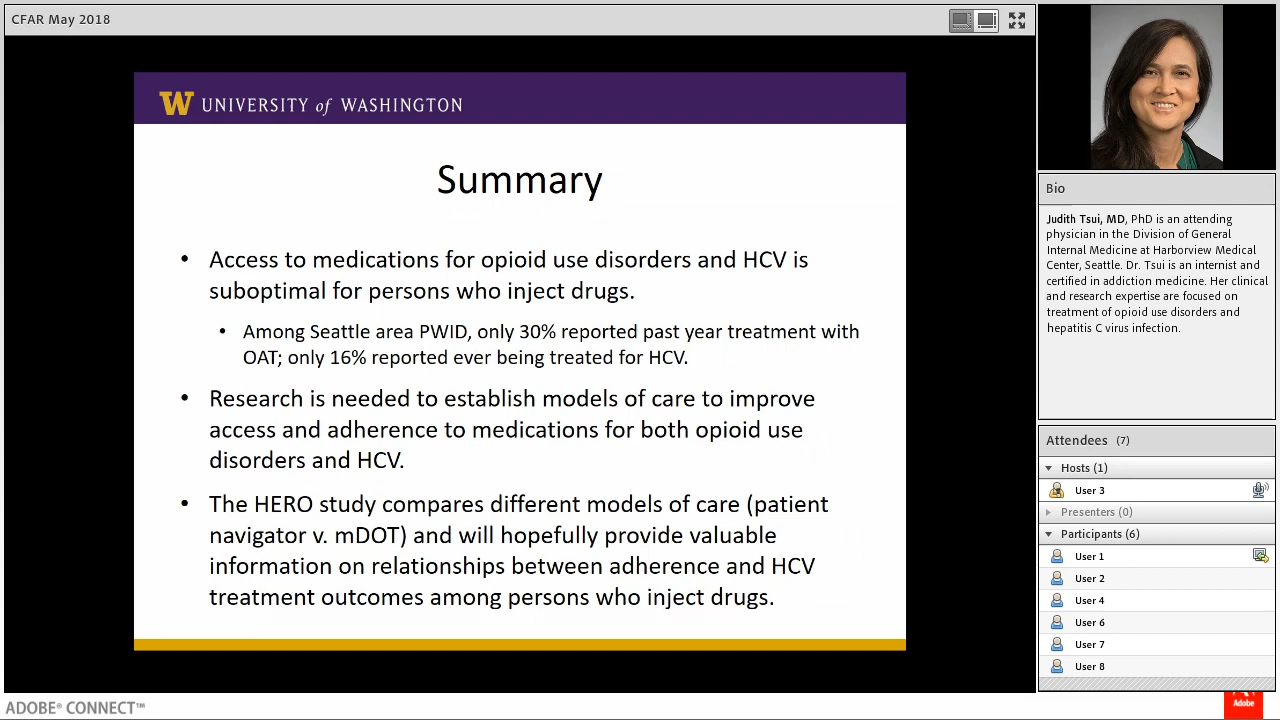 CFAR May 2018
W UNIVERSITY of WASHINGTON
Summary
• Access to medications for opioid use disorders and HCV is
suboptimal for persons who inject drugs.
• Among Seattle area PWID, only 30% reported past year treatment with
OAT; only 16% reported ever being treated for HCV.
• Research is needed to establish models of care to improve
access and adherence to medications for both opioid use
disorders and HCV.
• The HERO study compares different models of care (patient
navigator v. mDOT) and will hopefully provide valuable
information on relationships between adherence and HCV
treatment outcomes among persons who inject drugs.
Bio
Judith Tsui, MD, PhD is an attending
physician in the Division of General
Internal Medicine at Harborview Medical
Center, Seattle. Dr. Tsui is an internist and
certified in addiction medicine. Her clinical
and research expertise are focused on
treatment of opioid use disorders and
hepatitis C virus infection.
Attendees (7)
Hosts (1)
User 3
Presenters (0)
Participants (6)
User 1
User 2
User 4
User 6
User 7
User 8
ADOBE® CONNECT™
Adobe